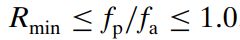 R_min ≤ f_p/f_a ≤ 1.0